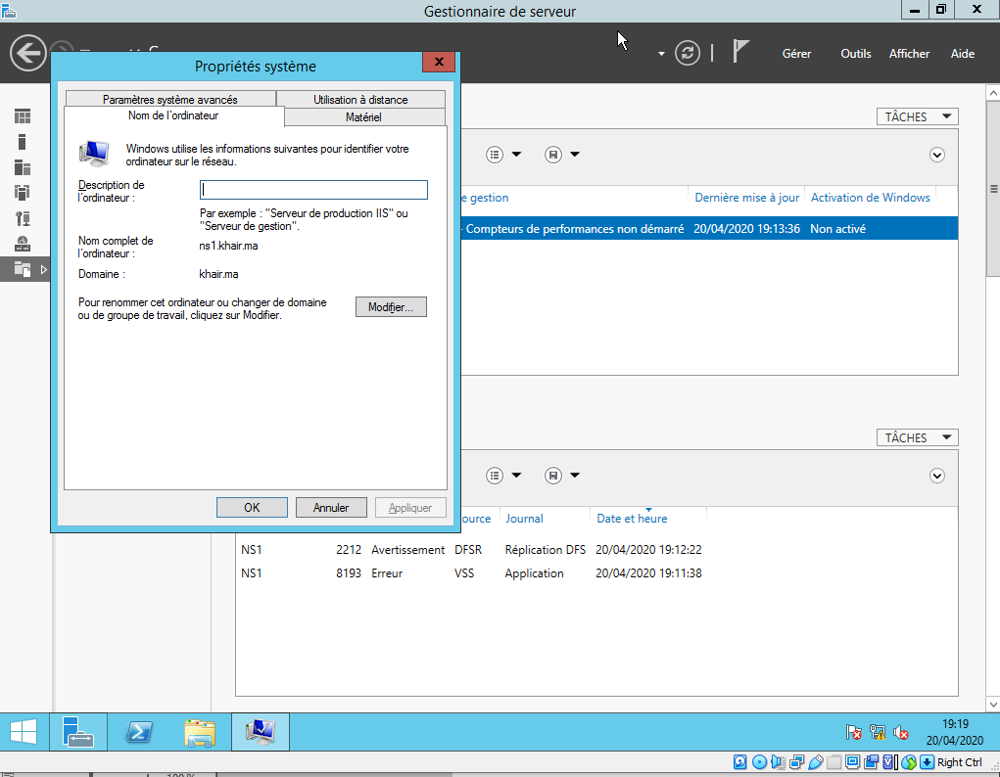 Gestionnaire de serveur
Gérer Outils Afficher Aide
Propriétés système
x
Paramètres système avancés
Utilisation à distance
Nom de l'ordinateur
Matériel
Windows utilise les informations suivantes pour identifier votre
ordinateur sur le réseau.
Description de
l'ordinateur :
Par exemple : "Serveur de production IIS" ou
"Serveur de gestion".
Nom complet de
l'ordinateur :
ns1.khair.ma
Domaine :
khair.ma
Pour renommer cet ordinateur ou changer de domaine
ou de groupe de travail, cliquez sur Modifier.
Modifier...
OK
Annuler
Appliquer
TÂCHES
e gestion
Dernière mise à jour
Activation de Windows
- Compteurs de performances non démarré
20/04/2020 19:13:36
Non activé
TÂCHES
ource
Journal
Date et heure
NS1 2212 Avertissement DFSR Réplication DFS 20/04/2020 19:12:22
NS1 8193 Erreur VSS Application 20/04/2020 19:11:38
19:19
20/04/2020
Right Ctrl